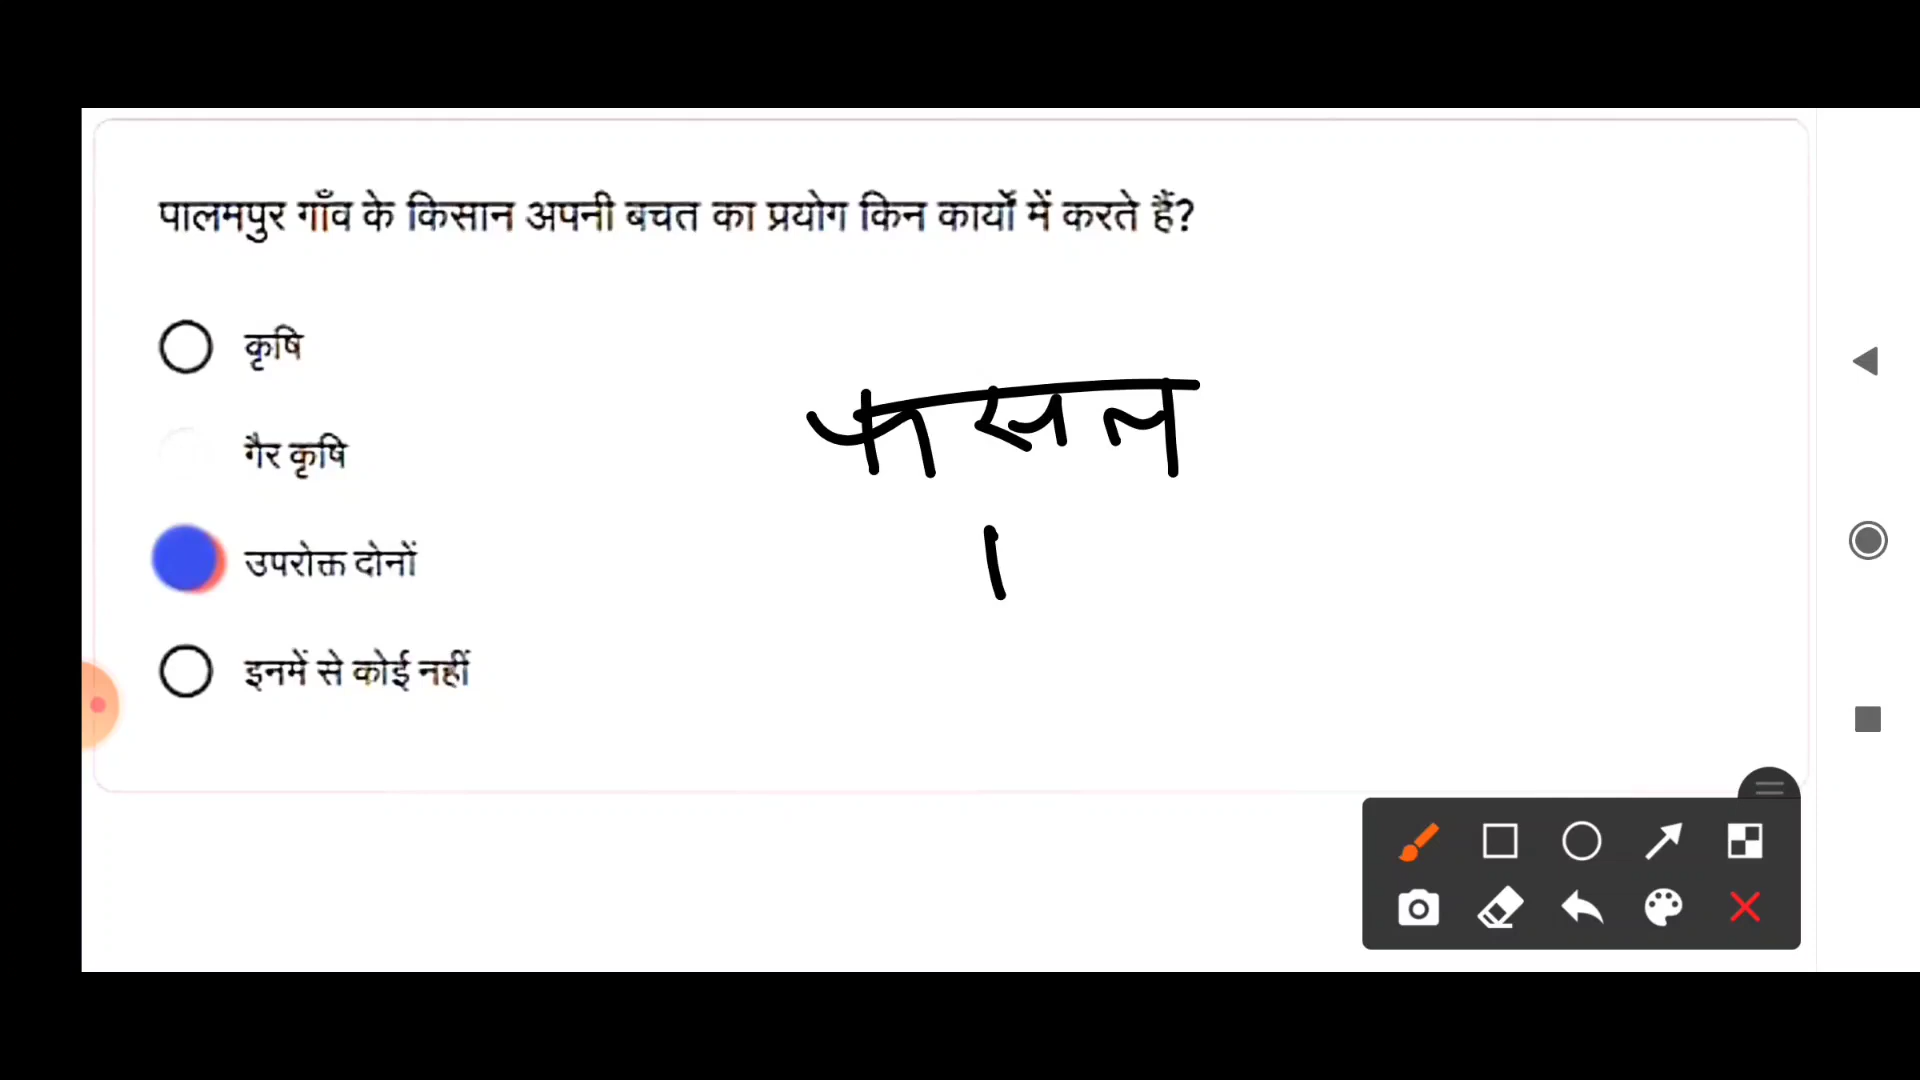 पालमपुर गाँव के किसान अपनी बचत का प्रयोग किन कार्यों में करते हैं?
कृषि
गैर कृषि
उपरोक्त दोनों
इनमें से कोई नहीं
फसल
।